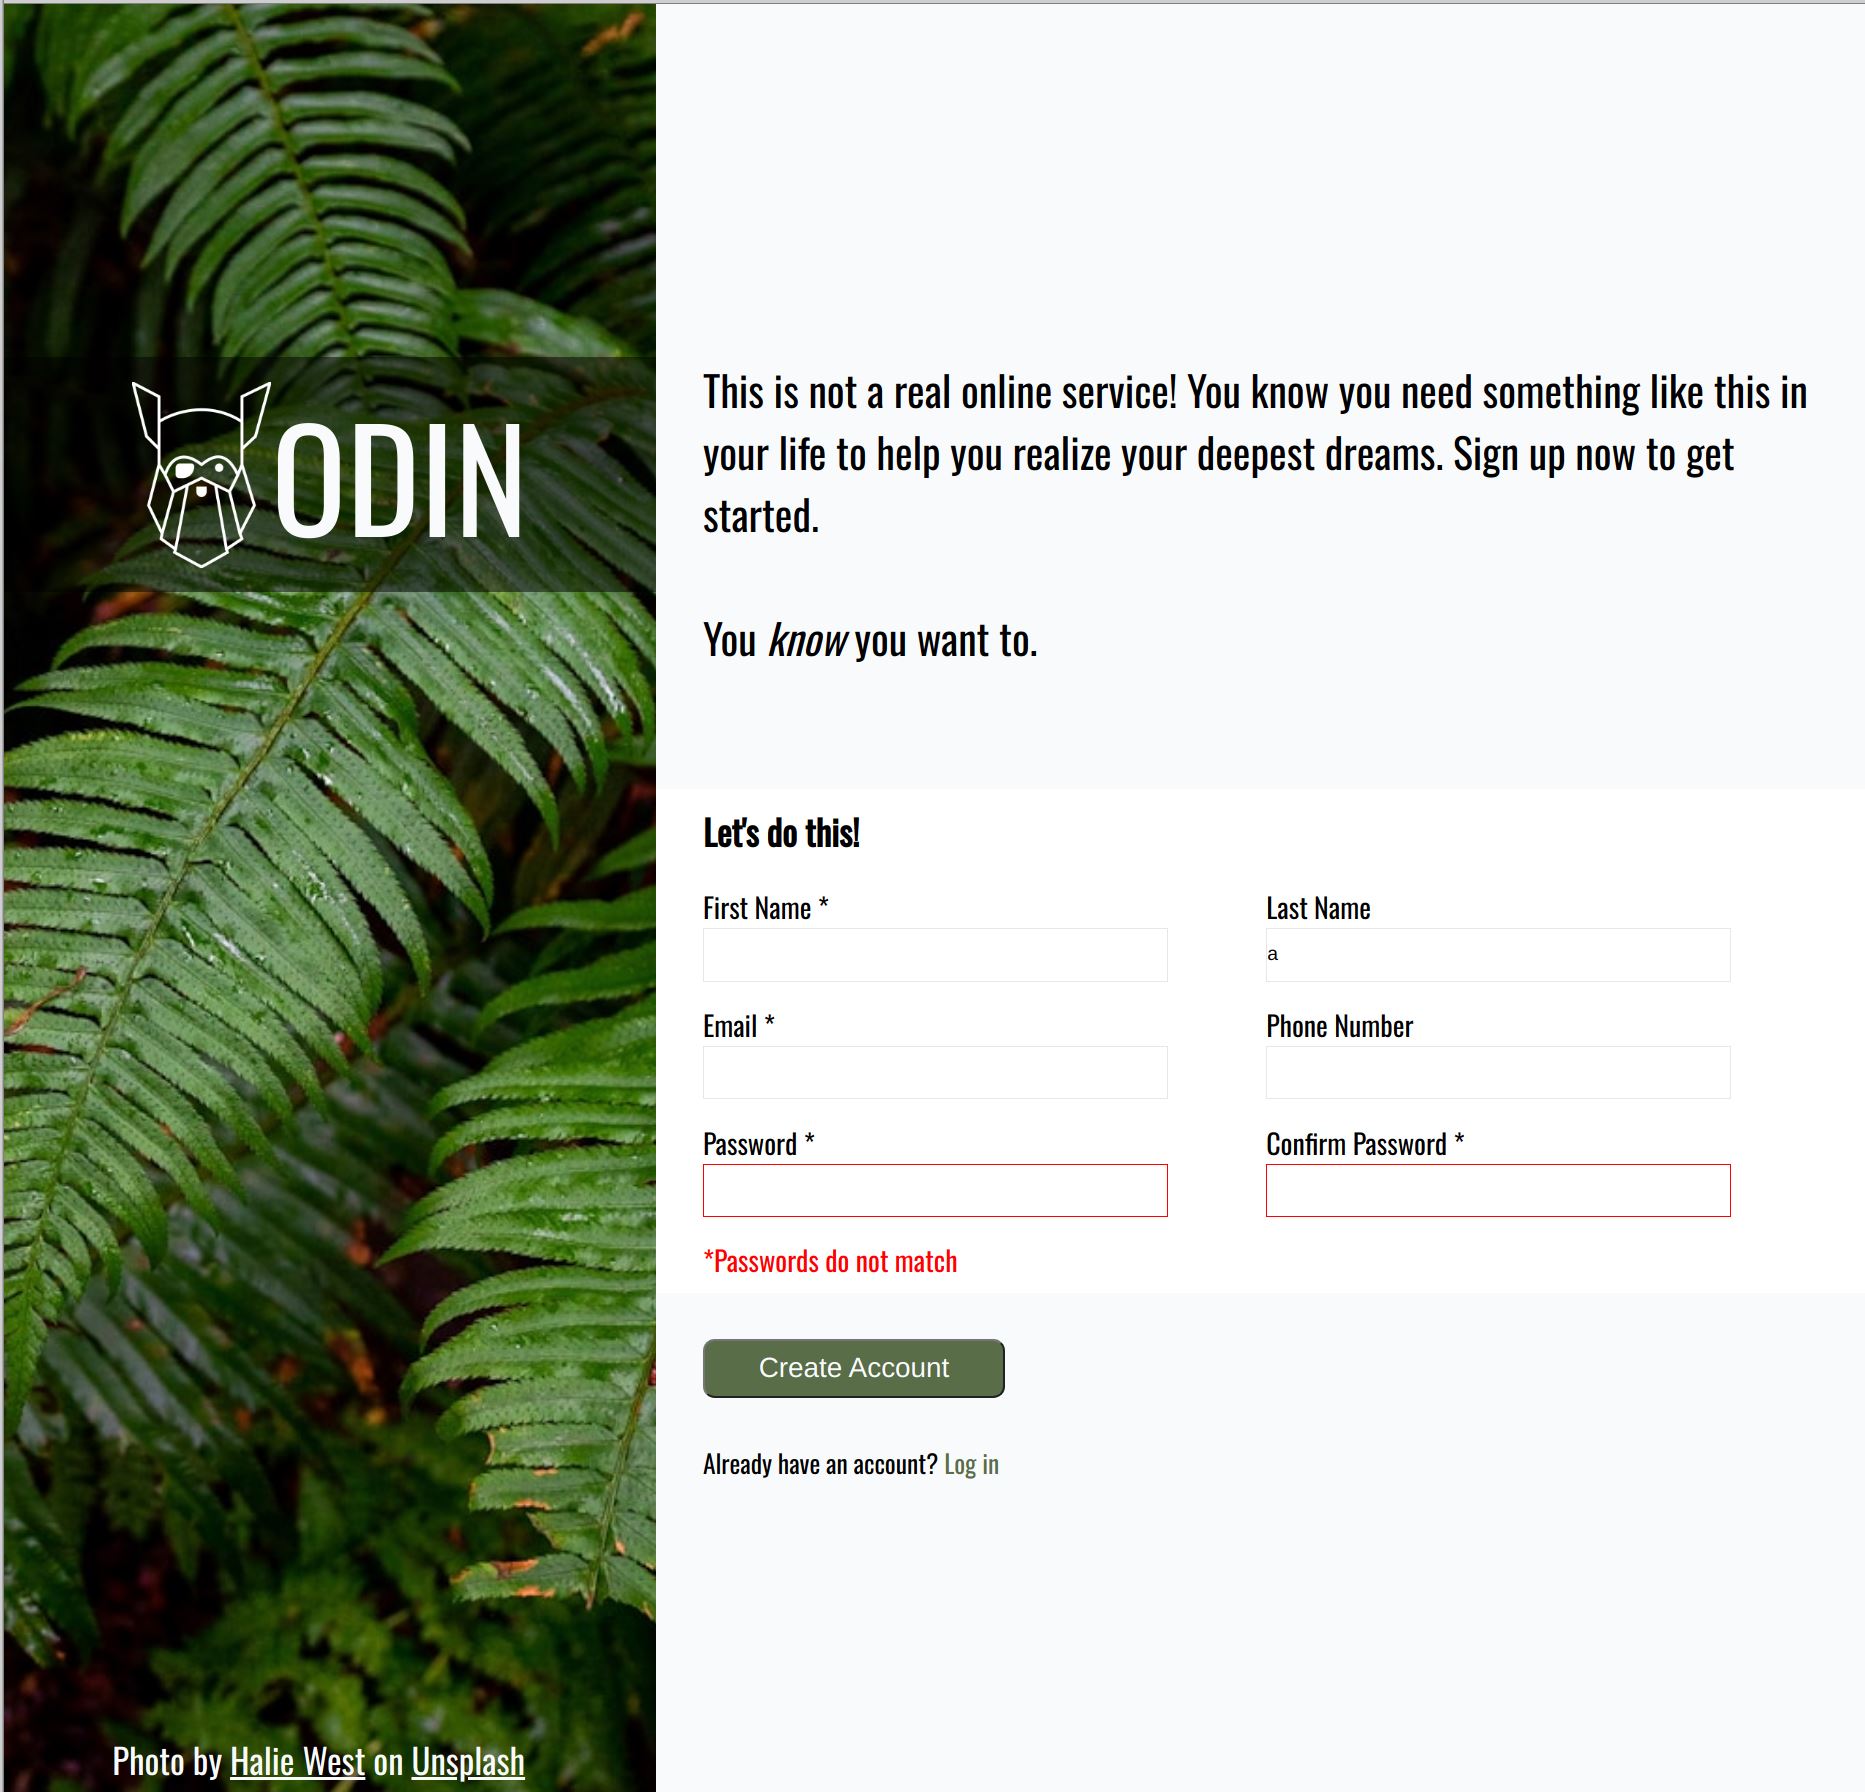 ODIN
This is not a real online service! You know you need something like this in
your life to help you realize your deepest dreams. Sign up now to get
started.
You know you want to.
Let's do this!
First Name *
Last Name
a
Email *
Phone Number
Password *
Confirm Password *
*Passwords do not match
Create Account
Already have an account? Log in
Photo by Halie West on Unsplash